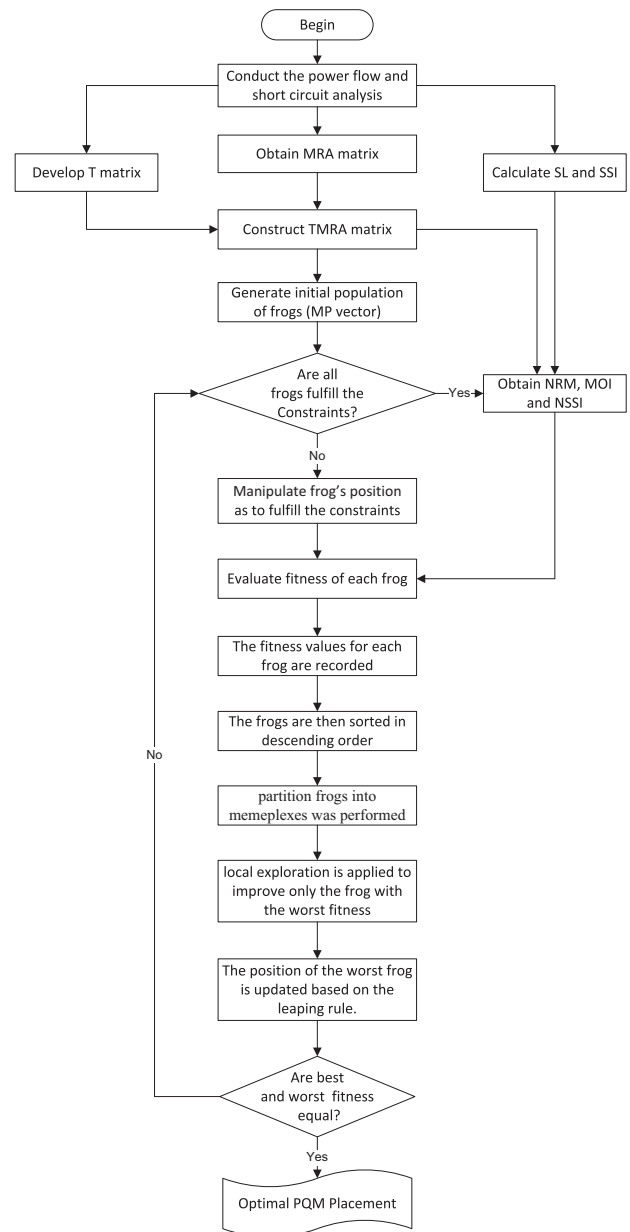 Begin
Conduct the power flow and
short circuit analysis
Obtain MRA matrix
Develop T matrix
Calculate SL and SSI
Construct TMRA matrix
Generate initial population
of frogs (MP vector)
Are all
frogs fulfill the
Constraints?
Yes
Obtain NRM, MOI
and NSSI
No
Manipulate frog's position
as to fulfill the constraints
Evaluate fitness of each frog
The fitness values for each
frog are recorded
The frogs are then sorted in
descending order
No
partition frogs into
memeplexes was performed
local exploration is applied to
improve only the frog with
the worst fitness
The position of the worst frog
is updated based on the
leaping rule.
Are best
and worst fitness
equal?
Yes
Optimal PQM Placement